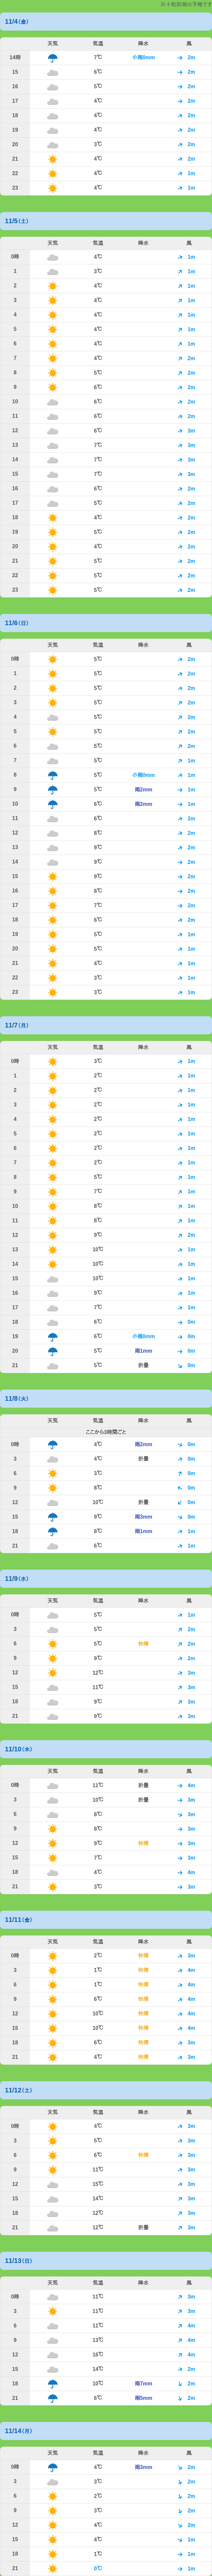 ※十和田湖の予報です
11/4(金)
天気 気温 降水 風
14時 7℃ 小雨0mm 2m
15 6℃ 2m
16 5℃ 2m
17 4℃ 2m
18 4℃ 2m
19 4℃ 2m
20 3℃ 2m
21 4℃ 2m
22 4℃ 1m
23 4℃ 1m
11/5(土)
天気 気温 降水 風
0時 4℃ 1m
1 3℃ 1m
2 4℃ 1m
3 4℃ 1m
4 4℃ 1m
5 4℃ 1m
6 4℃ 1m
7 4℃ 2m
8 5℃ 2m
9 6℃ 2m
10 6℃ 2m
11 6℃ 2m
12 6℃ 3m
13 7℃ 3m
14 7℃ 3m
15 7℃ 3m
16 6℃ 2m
17 5℃ 2m
18 4℃ 2m
19 5℃ 2m
20 4℃ 2m
21 5℃ 2m
22 5℃ 2m
23 5℃ 2m
11/6(日)
天気 気温 降水 風
0時 5℃ 2m
1 5℃ 2m
2 5℃ 2m
3 5℃ 2m
4 5℃ 2m
5 5℃ 2m
6 5℃ 2m
7 5℃ 1m
8 5℃ 小雨0mm 1m
9 5℃ 雨2mm 1m
10 6℃ 雨2mm 1m
11 6℃ 2m
12 8℃ 2m
13 9℃ 2m
14 9℃ 2m
15 9℃ 2m
16 8℃ 2m
17 7℃ 2m
18 6℃ 2m
19 5℃ 1m
20 5℃ 1m
21 4℃ 1m
22 3℃ 1m
23 3℃ 1m
11/7(月)
天気 気温 降水 風
0時 3℃ 1m
1 2℃ 1m
2 2℃ 1m
3 2℃ 1m
4 2℃ 1m
5 2℃ 1m
6 2℃ 1m
7 2℃ 1m
8 5℃ 1m
9 7℃ 1m
10 8℃ 1m
11 8℃ 1m
12 9℃ 2m
13 10℃ 1m
14 10℃ 1m
15 10℃ 1m
16 9℃ 1m
17 7℃ 1m
18 6℃ 0m
19 6℃ 小雨0mm 0m
20 5℃ 雨1mm 0m
21 5℃ 折畳 0m
11/8(火)
天気 気温 降水 風
ここから3時間ごと
0時 4℃ 雨2mm 0m
3 4℃ 折畳 0m
6 3℃ 0m
9 8℃ 0m
12 10℃ 折畳 0m
15 9℃ 雨3mm 0m
18 8℃ 雨1mm 1m
21 6℃ 1m
11/9(水)
天気 気温 降水 風
0時 5℃ 1m
3 5℃ 2m
6 5℃ 快晴 2m
9 9℃ 2m
12 12℃ 3m
15 11℃ 3m
18 9℃ 3m
21 9℃ 3m
11/10(木)
天気 気温 降水 風
0時 11℃ 折畳 4m
3 10℃ 折畳 3m
6 8℃ 3m
9 8℃ 3m
12 9℃ 快晴 3m
15 7℃ 3m
18 4℃ 4m
21 3℃ 3m
11/11(金)
天気 気温 降水 風
0時 2℃ 快晴 3m
3 1℃ 快晴 4m
6 1℃ 快晴 4m
9 6℃ 快晴 4m
12 10℃ 快晴 4m
15 10℃ 快晴 4m
18 6℃ 快晴 3m
21 4℃ 快晴 3m
11/12(土)
天気 気温 降水 風
0時 4℃ 3m
3 5℃ 3m
6 6℃ 快晴 3m
9 11℃ 3m
12 15℃ 3m
15 14℃ 3m
18 12℃ 3m
21 12℃ 折畳 3m
11/13(日)
天気 気温 降水 風
0時 11℃ 3m
3 11℃ 3m
6 11℃ 4m
9 13℃ 4m
12 16℃ 4m
15 14℃ 2m
18 10℃ 雨7mm 2m
21 6℃ 雨5mm 2m
11/14(月)
天気 気温 降水 風
0時 4℃ 雨3mm 2m
3 3℃ 2m
6 2℃ 2m
9 3℃ 2m
12 4℃ 2m
15 4℃ 1m
18 1℃ 1m
21 0℃ 1m